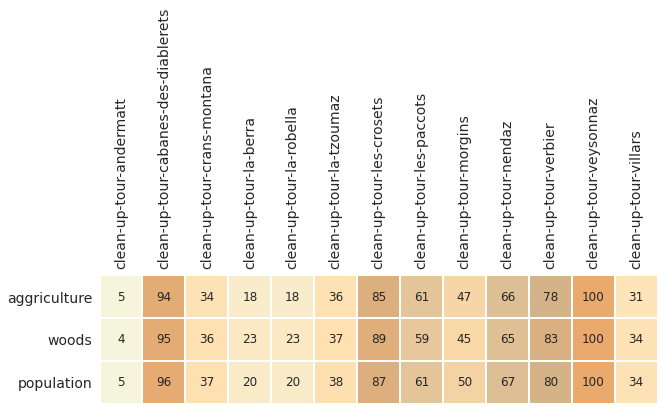 clean-up-tour-andermatt
clean-up-tour-cabanes-des-diablerets
clean-up-tour-crans-montana
clean-up-tour-la-berra
clean-up-tour-la-robella
clean-up-tour-la-tzoumaz
clean-up-tour-les-crosets
clean-up-tour-les-paccots
clean-up-tour-morgins
clean-up-tour-nendaz
clean-up-tour-verbier
clean-up-tour-veysonnaz
clean-up-tour-villars
aggriculture 5 94 34 18 18 36 85 61 47 66 78 100 31
woods 4 95 36 23 23 37 89 59 45 65 83 100 34
population 5 96 37 20 20 38 87 61 50 67 80 100 34